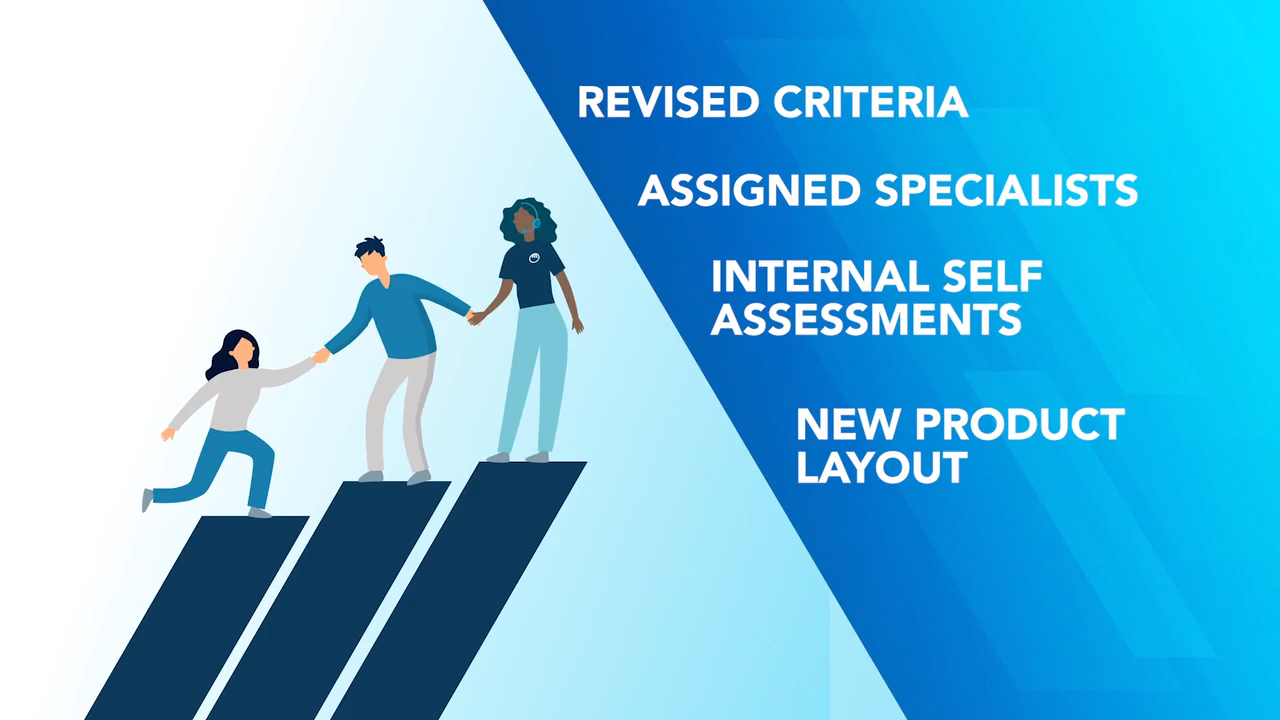 REVISED CRITERIA
ASSIGNED SPECIALISTS
INTERNAL SELF
ASSESSMENTS
NEW PRODUCT
LAYOUT